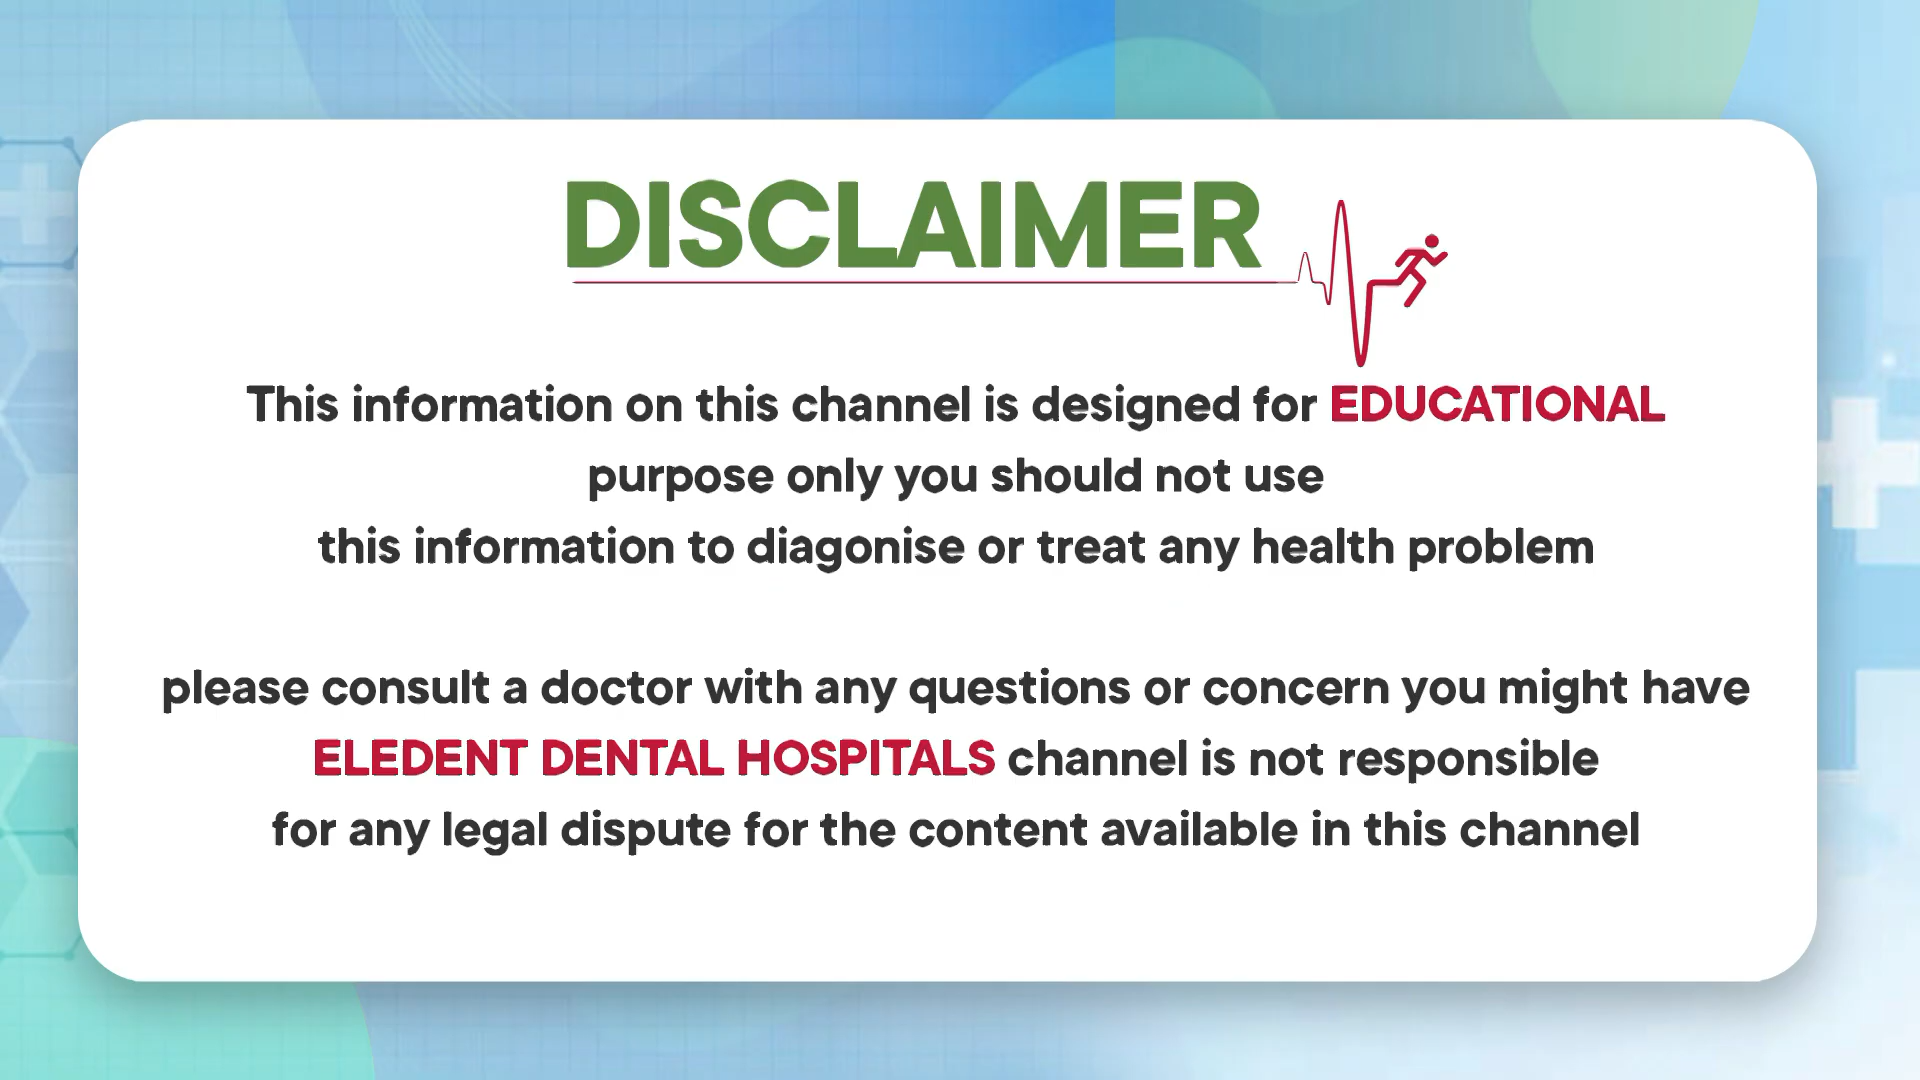 DISCLAIMER
This information on this channel is designed for EDUCATIONAL
purpose only you should not use
this information to diagonise or treat any health problem
please consult a doctor with any questions or concern you might have
ELEDENT DENTAL HOSPITALS channel is not responsible
for any legal dispute for the content available in this channel